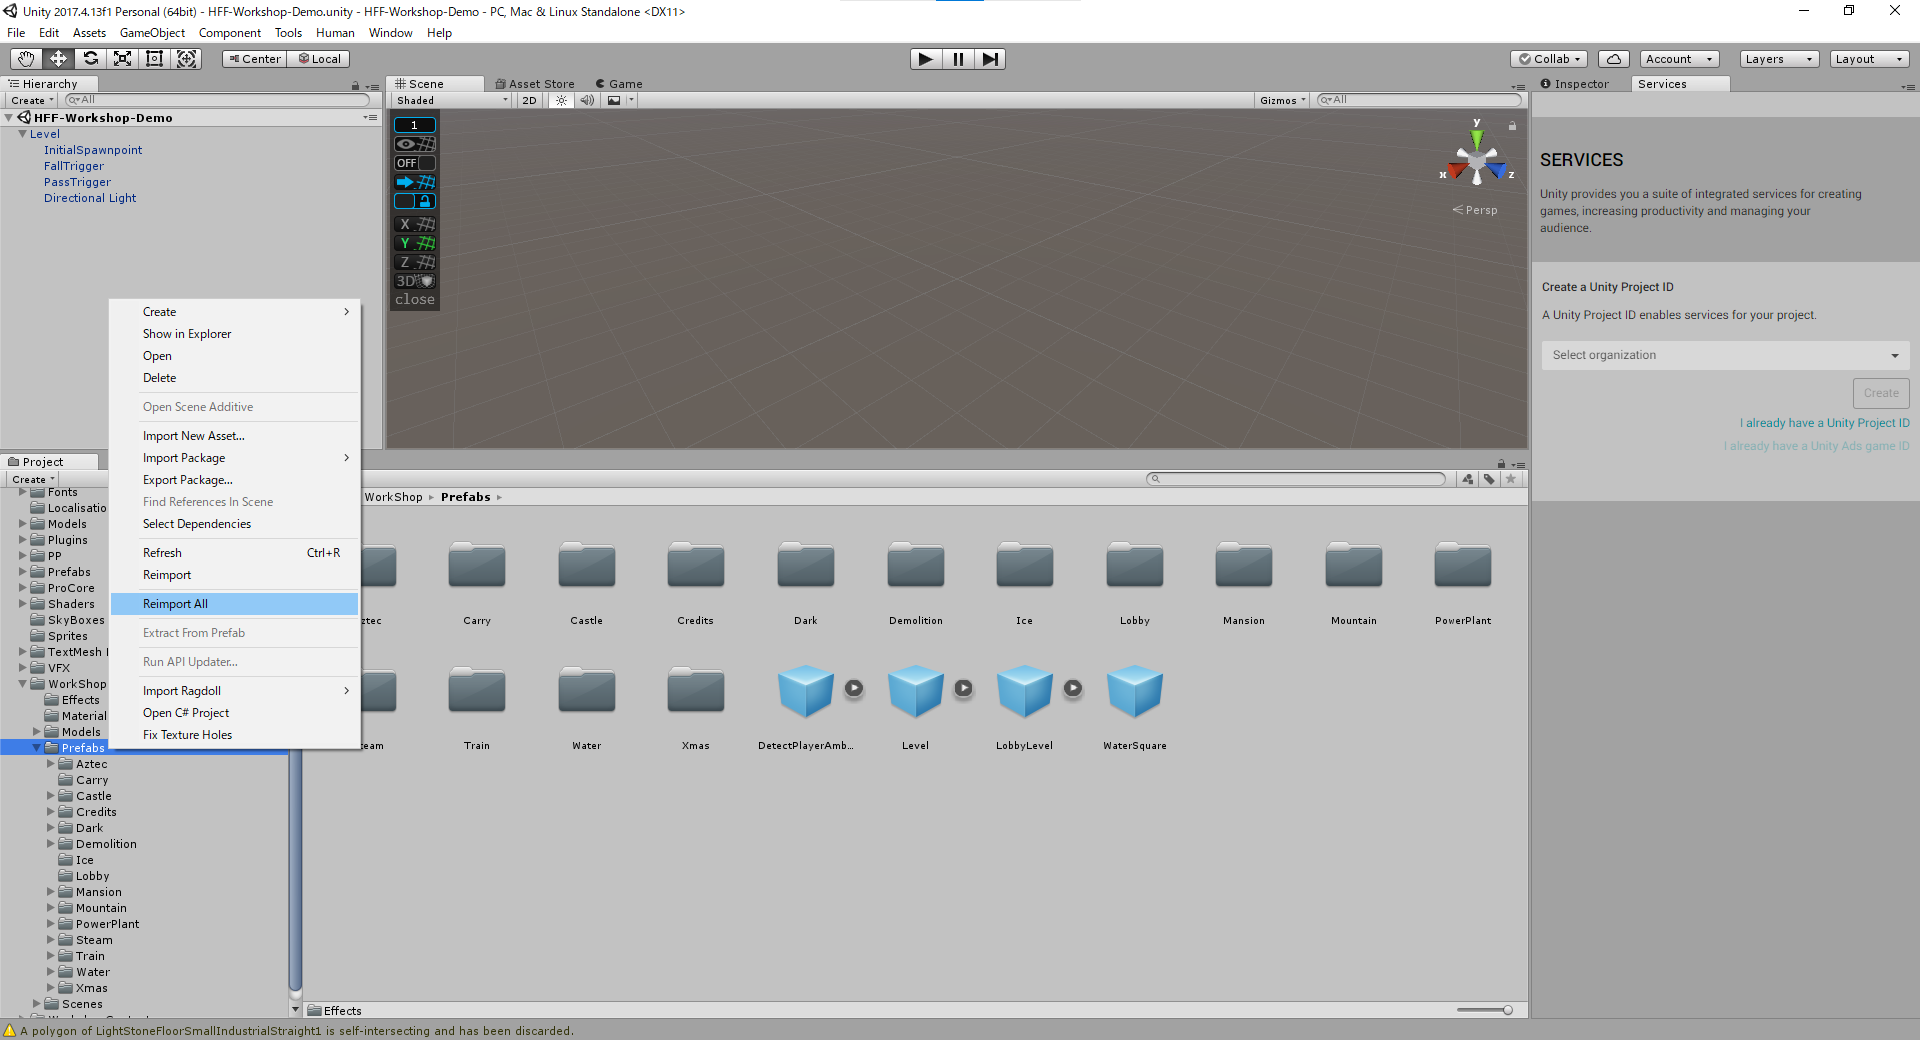 Unity 2017.4.13f1 Personal (64bit) - HFF-Workshop-Demo.unity - HFF-Workshop-Demo - PC, Mac & Linux Standalone <DX11>
File Edit Assets GameObject Component Tools Human Window Help
Center Local Collab Account Layers Layout
Hierarchy
Create All
HFF-Workshop-Demo
Level
InitialSpawnpoint
FallTrigger
PassTrigger
Directional Light
Scene Asset Store Game
Shaded 2D Gizmos All
1
OFF
X
Y
Z
3D
close
y
x z
Persp
Inspector Services
SERVICES
Unity provides you a suite of integrated services for creating
games, increasing productivity and managing your
audience.
Create a Unity Project ID
A Unity Project ID enables services for your project.
Select organization
Create
I already have a Unity Project ID
I already have a Unity Ads game ID
Create
Show in Explorer
Open
Delete
Open Scene Additive
Import New Asset...
Import Package
Export Package...
Find References In Scene
Select Dependencies
Refresh Ctrl+R
Reimport
Reimport All
Extract From Prefab
Run API Updater...
Import Ragdoll
Open C# Project
Fix Texture Holes
Project
Create
Fonts
Localisatio
Models
Plugins
PP
Prefabs
ProCore
Shaders
SkyBoxes
Sprites
TextMesh
VFX
WorkShop
Effects
Material
Models
Prefabs
Aztec
Carry
Castle
Credits
Dark
Demolition
Ice
Lobby
Mansion
Mountain
PowerPlant
Steam
Train
Water
Xmas
Scenes
WorkShop Prefabs
ztec Carry Castle Credits Dark Demolition Ice Lobby Mansion Mountain PowerPlant
team Train Water Xmas DetectPlayerAmb... Level LobbyLevel WaterSquare
Effects
A polygon of LightStoneFloorSmallIndustrialStraight1 is self-intersecting and has been discarded.